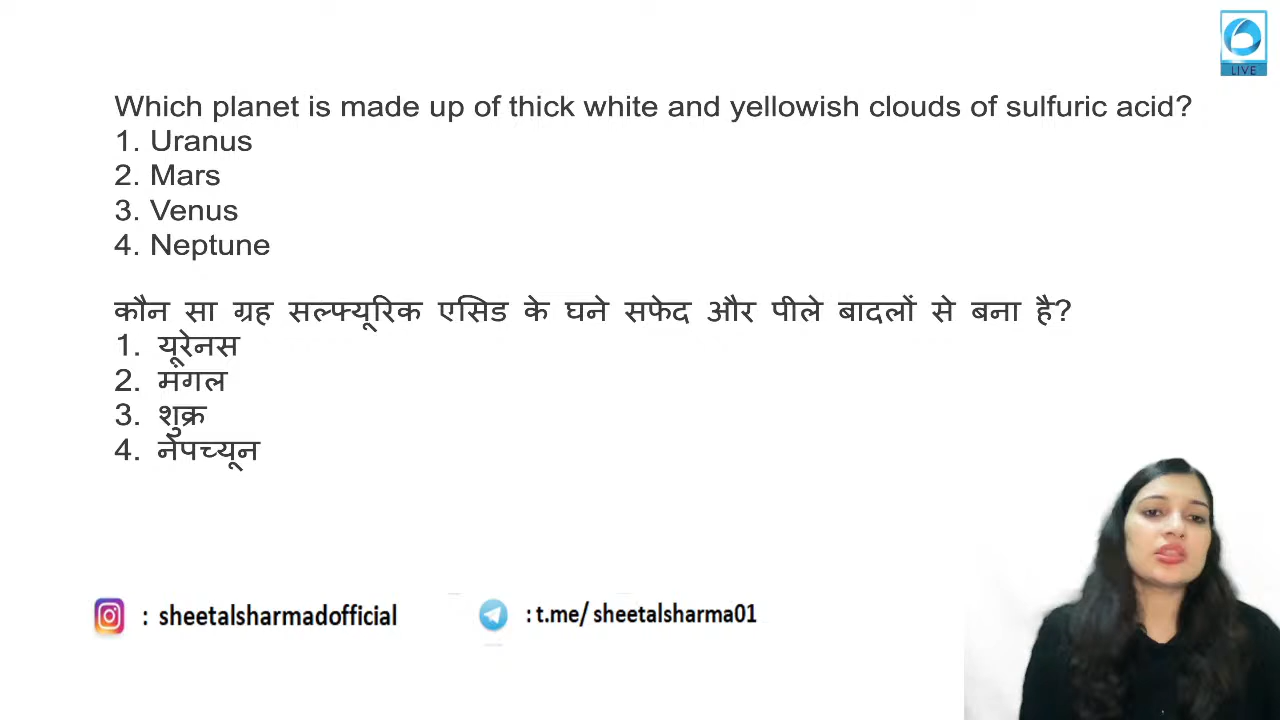 LIVE
Which planet is made up of thick white and yellowish clouds of sulfuric acid?
1. Uranus
2. Mars
3. Venus
4. Neptune
कौन सा ग्रह सल्फ्यूरिक एसिड के घने सफेद और पीले बादलों से बना है?
1. यूरेनस
2. मंगल
3. शुक्र
4. नेपच्यून
: sheetalsharmadofficial
: t.me/ sheetalsharma01